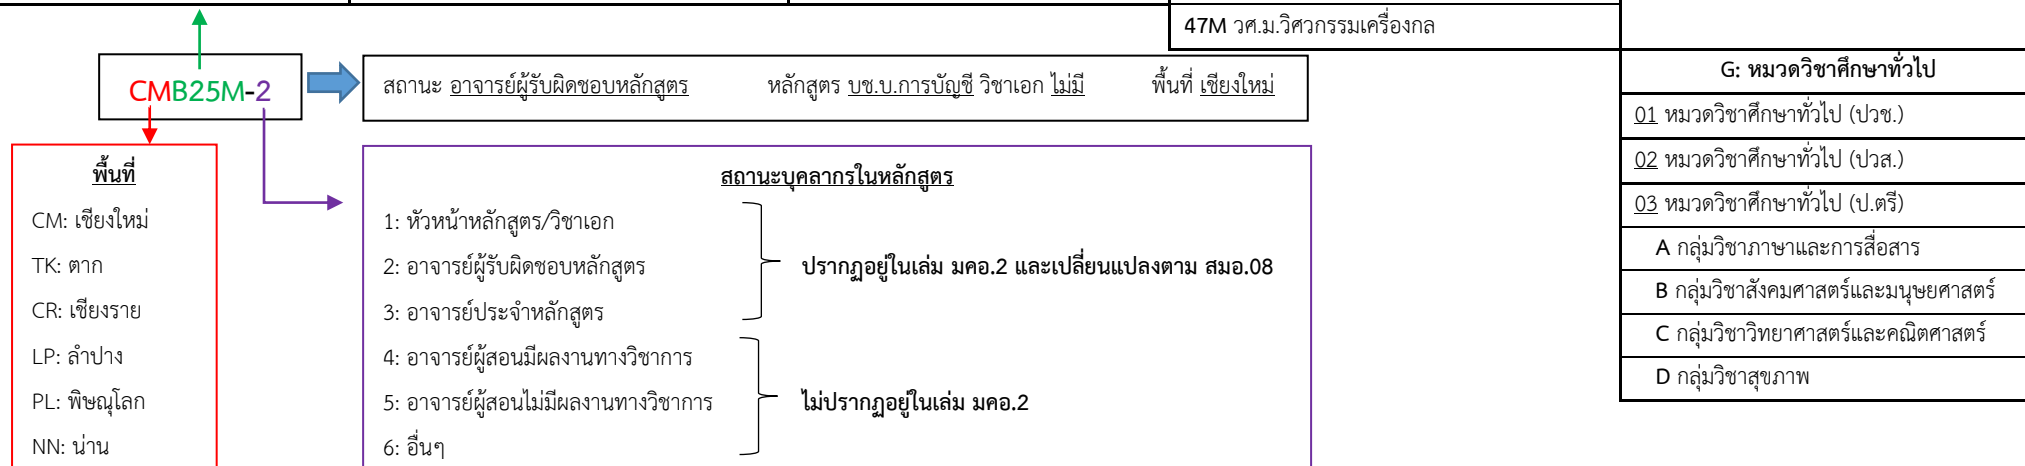 47M วศ.ม.วิศวกรรมเครื่องกล
CMB25M-2
สถานะ อาจารย์ผู้รับผิดชอบหลักสูตร หลักสูตร บช.บ.การบัญชี วิชาเอก ไม่มี พื้นที่ เชียงใหม่
พื้นที่
CM: เชียงใหม่
TK: ตาก
CR: เชียงราย
LP: ลำปาง
PL: พิษณุโลก
NN: น่าน
สถานะบุคลากรในหลักสูตร
1: หัวหน้าหลักสูตร/วิชาเอก
2: อาจารย์ผู้รับผิดชอบหลักสูตร
3: อาจารย์ประจำหลักสูตร
ปรากฏอยู่ในเล่ม มคอ.2 และเปลี่ยนแปลงตาม สมอ.08
4: อาจารย์ผู้สอนมีผลงานทางวิชาการ
5: อาจารย์ผู้สอนไม่มีผลงานทางวิชาการ
6: อื่นๆ
ไม่ปรากฏอยู่ในเล่ม มคอ.2
G: หมวดวิชาศึกษาทั่วไป
01 หมวดวิชาศึกษาทั่วไป (ปวช.)
02 หมวดวิชาศึกษาทั่วไป (ปวส.)
03 หมวดวิชาศึกษาทั่วไป (ป.ตรี)
A กลุ่มวิชาภาษาและการสื่อสาร
B กลุ่มวิชาสังคมศาสตร์และมนุษยศาสตร์
C กลุ่มวิชาวิทยาศาสตร์และคณิตศาสตร์
D กลุ่มวิชาสุขภาพ